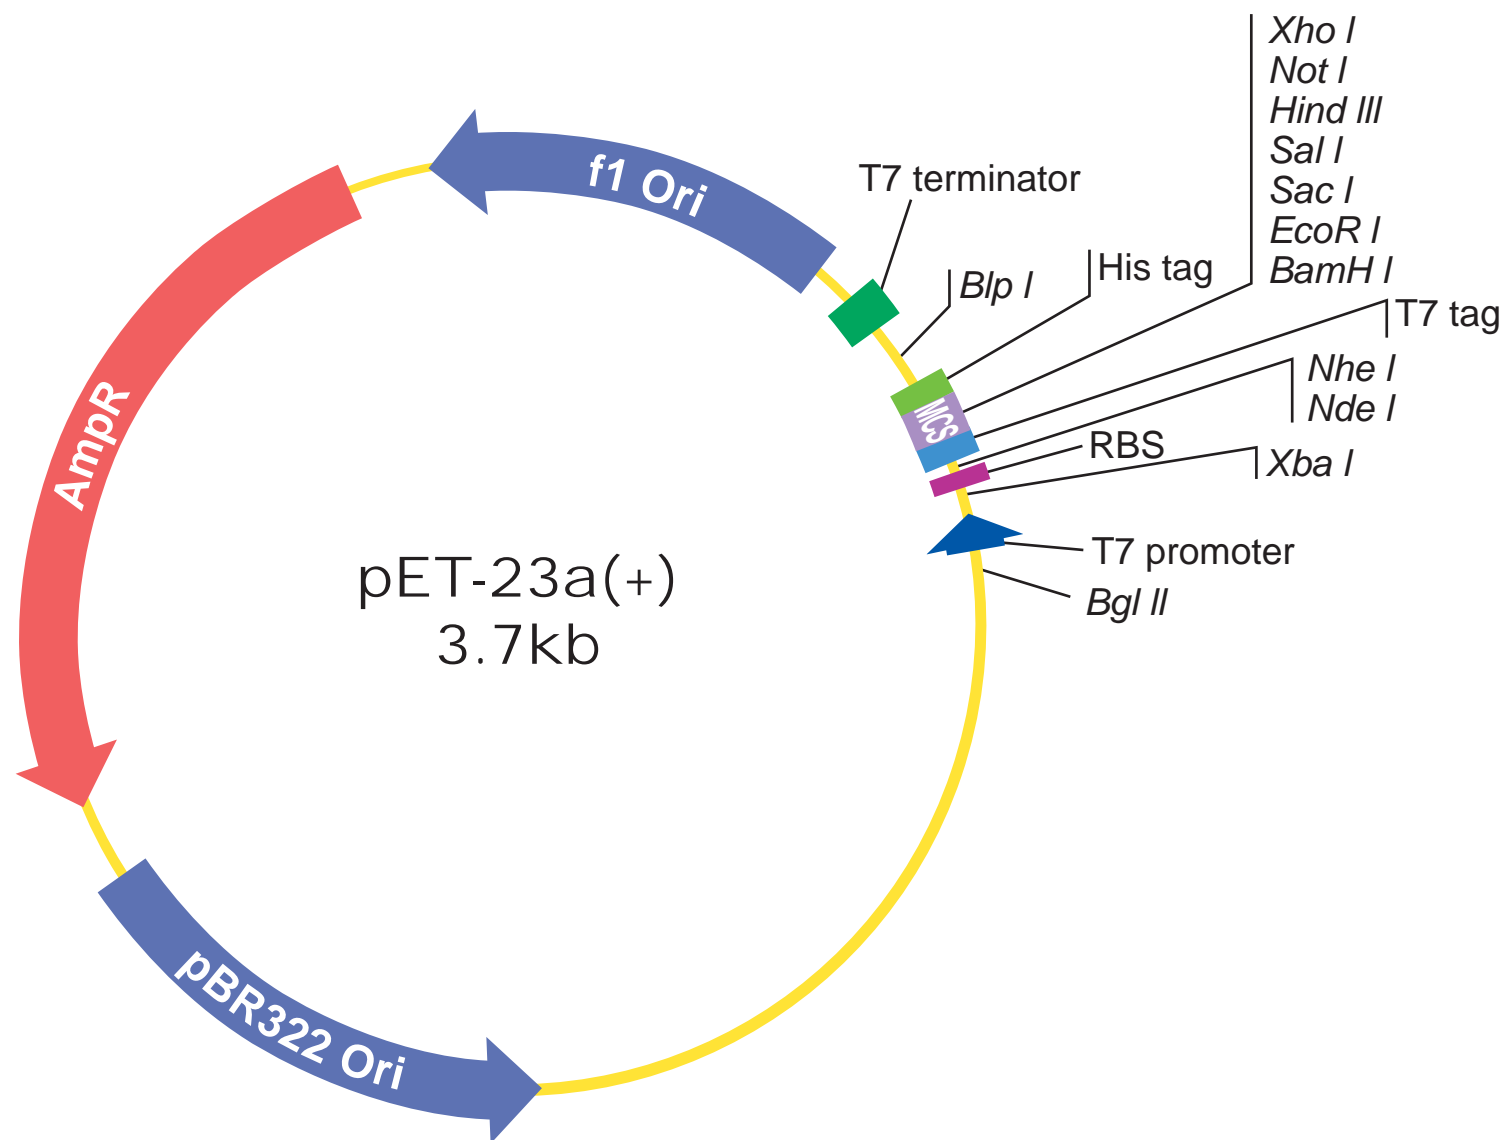 Xho I
Not I
Hind III
Sal I
Sac I
EcoR I
BamH I
f1 Ori
T7 terminator
Blp I
His tag
T7 tag
Nhe I
Nde I
MCS
RBS
Xba I
AmpR
T7 promoter
Bgl II
pET-23a(+)
3.7kb
pBR322 Ori